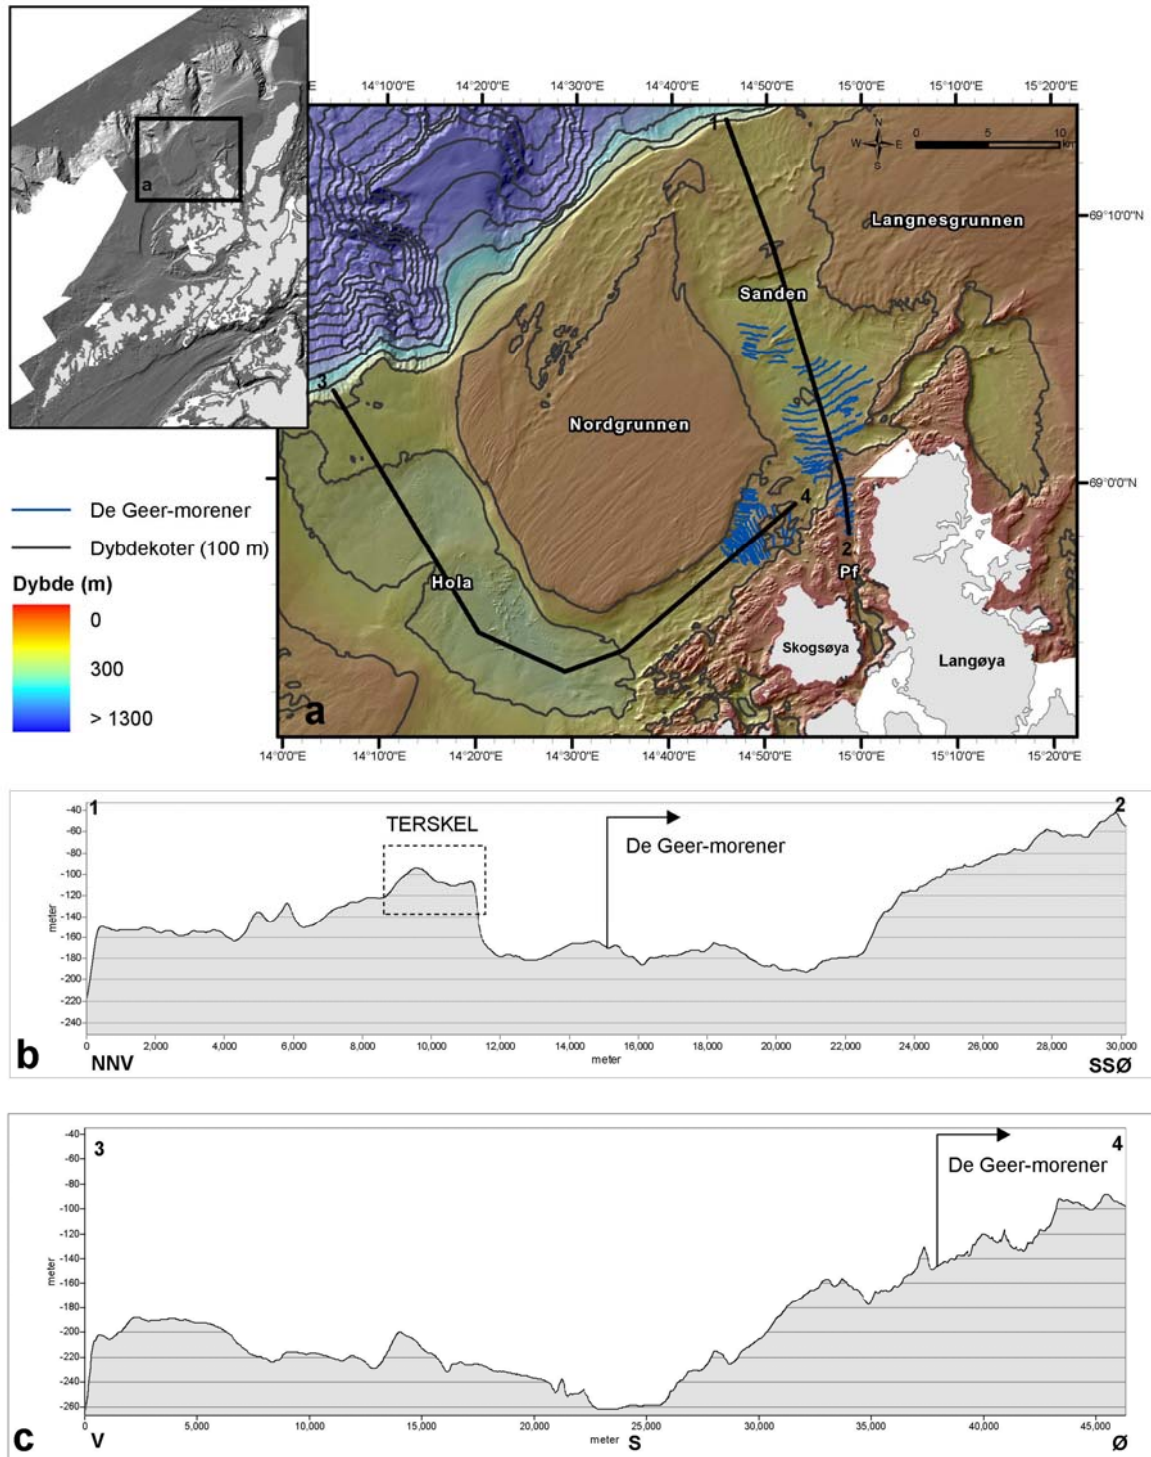 a
E
14°10'0"E
14°20'0"E
14°30'0"E
14°40'0"E
14°50'0"E
15°0'0"E
15°10'0"E
15°20'0"E
1
N
W
E
S
0
5
10
km
Langnesgrunnen
69°10'0"N
Sanden
3
Nordgrunnen
4
69°0'0"N
2
Pf
Hola
Skogsøya
Langøya
a
14°0'0"E
14°10'0"E
14°20'0"E
14°30'0"E
14°40'0"E
14°50'0"E
15°0'0"E
15°10'0"E
15°20'0"E
De Geer-morener
Dybdekoter (100 m)
Dybde (m)
0
300
> 1300
1
2
TERSKEL
De Geer-morener
-40
-60
-80
-100
-120
-140
-160
-180
-200
-220
-240
meter
0
2,000
4,000
6,000
8,000
10,000
12,000
14,000
16,000
18,000
20,000
22,000
24,000
26,000
28,000
30,000
meter
b
NNV
SSØ
3
4
De Geer-morener
-40
-60
-80
-100
-120
-140
-160
-180
-200
-220
-240
-260
meter
0
5,000
10,000
15,000
20,000
25,000
30,000
35,000
40,000
45,000
c
V
meter
S
Ø